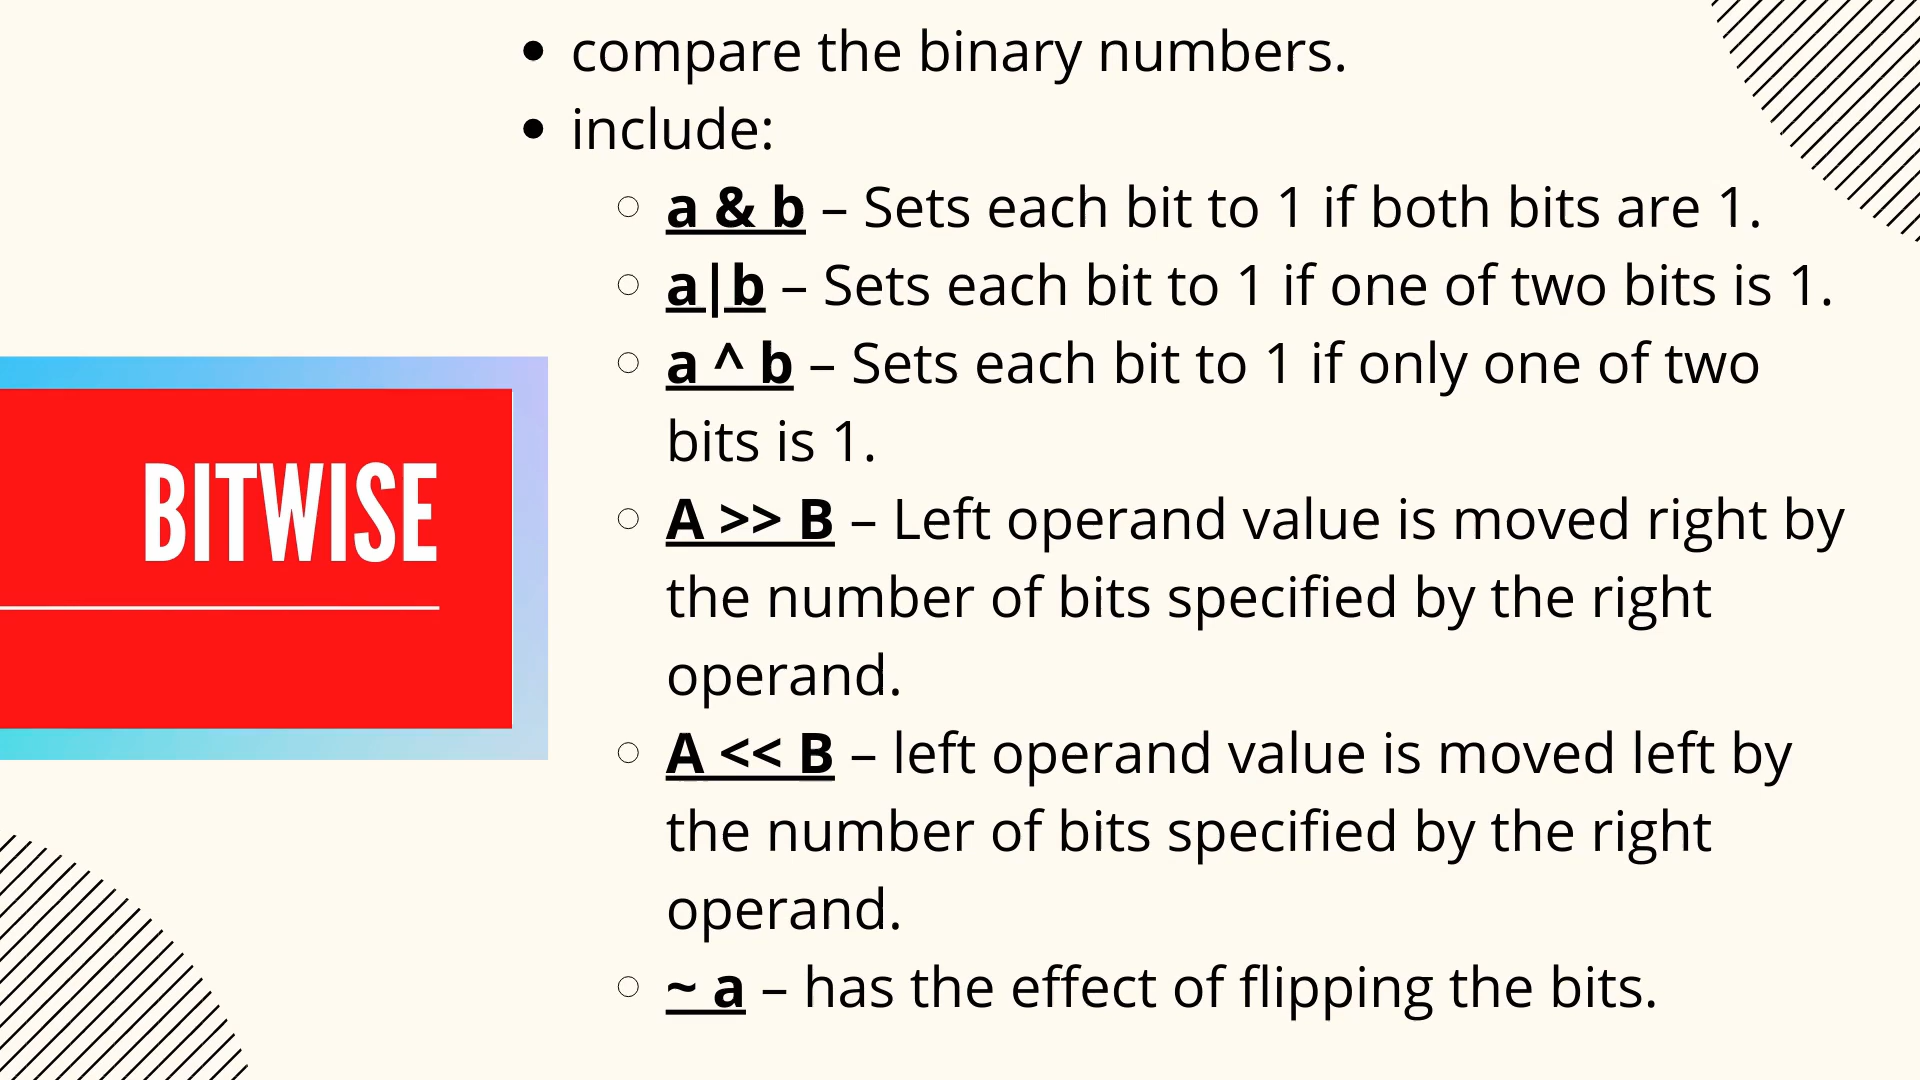 BITWISE
• compare the binary numbers.
• include:
○ a & b – Sets each bit to 1 if both bits are 1.
○ a|b – Sets each bit to 1 if one of two bits is 1.
○ a ^ b – Sets each bit to 1 if only one of two
bits is 1.
○ A >> B – Left operand value is moved right by
the number of bits specified by the right
operand.
○ A << B – left operand value is moved left by
the number of bits specified by the right
operand.
○ ~ a – has the effect of flipping the bits.